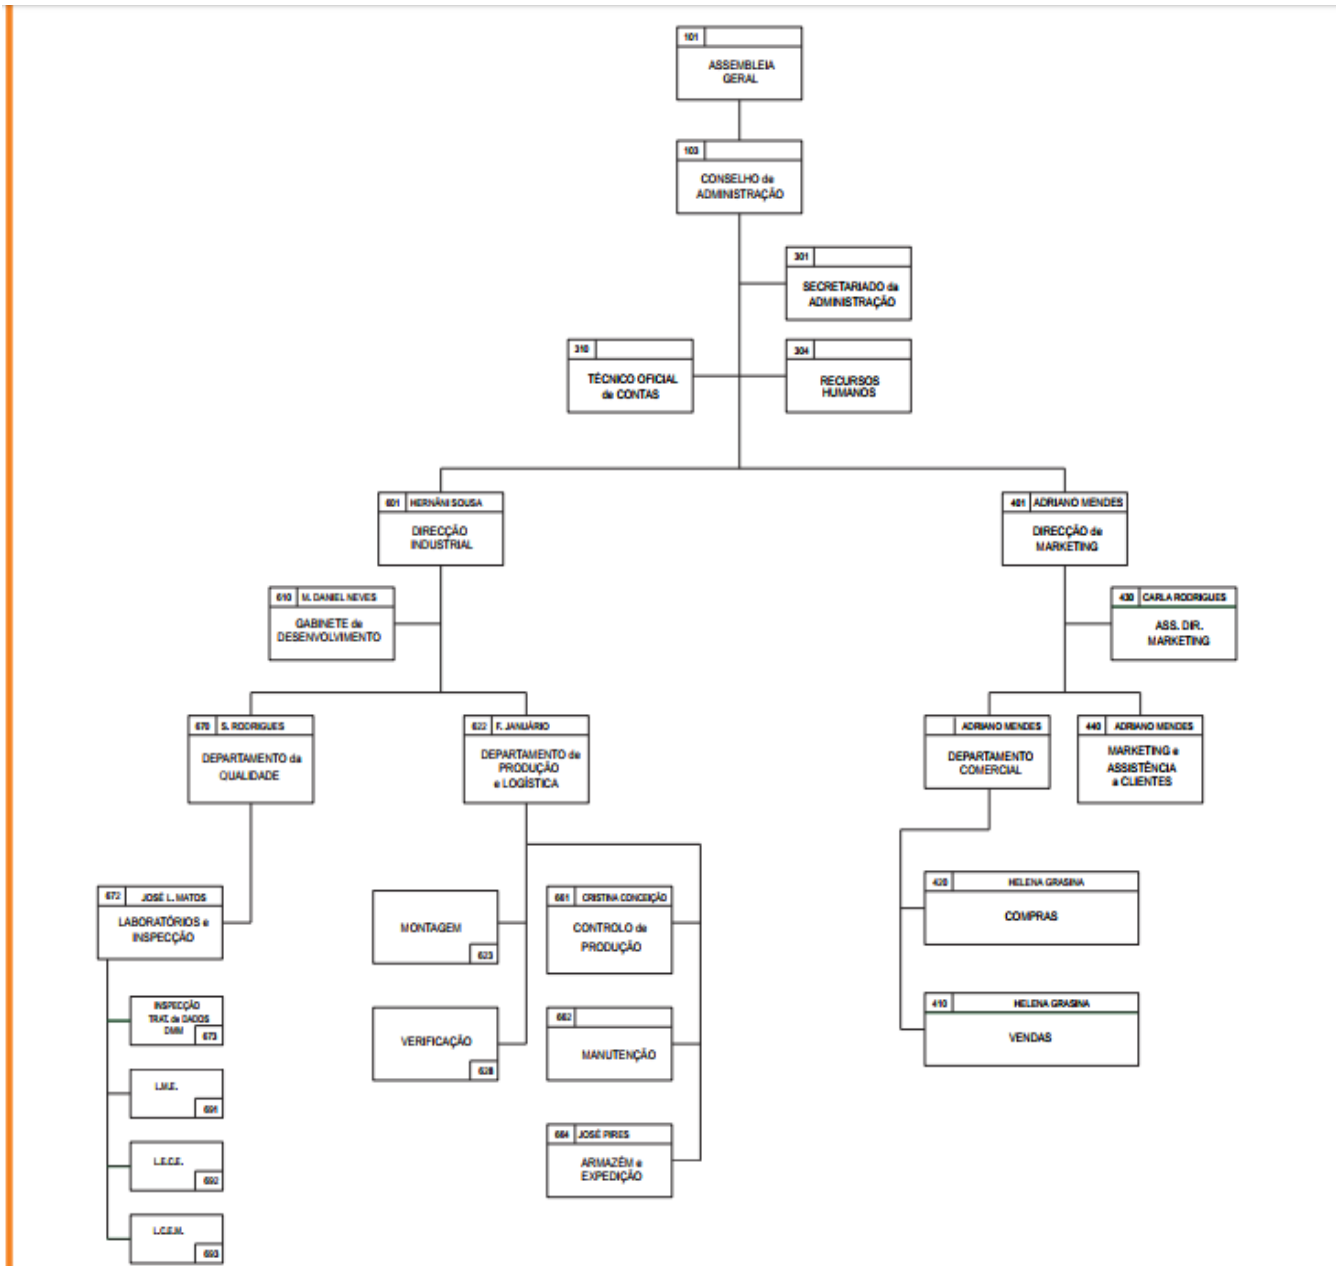 101
ASSEMBLEIA
GERAL
103
CONSELHO de
ADMINISTRAÇÃO
301
SECRETARIADO da
ADMINISTRAÇÃO
310
TÉCNICO OFICIAL
de CONTAS
304
RECURSOS
HUMANOS
601 HERNÂNI SOUSA
DIRECÇÃO
INDUSTRIAL
401 ADRIANO MENDES
DIRECÇÃO de
MARKETING
610 M. DANIEL NEVES
GABINETE de
DESENVOLVIMENTO
430 CARLA RODRIGUES
ASS. DIR.
MARKETING
670 S. RODRIGUES
DEPARTAMENTO da
QUALIDADE
622 F. JANUÁRIO
DEPARTAMENTO de
PRODUÇÃO
e LOGÍSTICA
ADRIANO MENDES
DEPARTAMENTO
COMERCIAL
440 ADRIANO MENDES
MARKETING e
ASSISTÊNCIA
a CLIENTES
672 JOSÉ L. MATOS
LABORATÓRIOS e
INSPECÇÃO
MONTAGEM
623
661 CRISTINA CONCEIÇÃO
CONTROLO de
PRODUÇÃO
420 HELENA GRASINA
COMPRAS
INSPECÇÃO
TRAT. de DADOS
DMM
673
VERIFICAÇÃO
628
662
MANUTENÇÃO
410 HELENA GRASINA
VENDAS
L.M.E.
691
L.E.C.E.
692
664 JOSÉ PIRES
ARMAZÉM e
EXPEDIÇÃO
L.C.E.M.
693